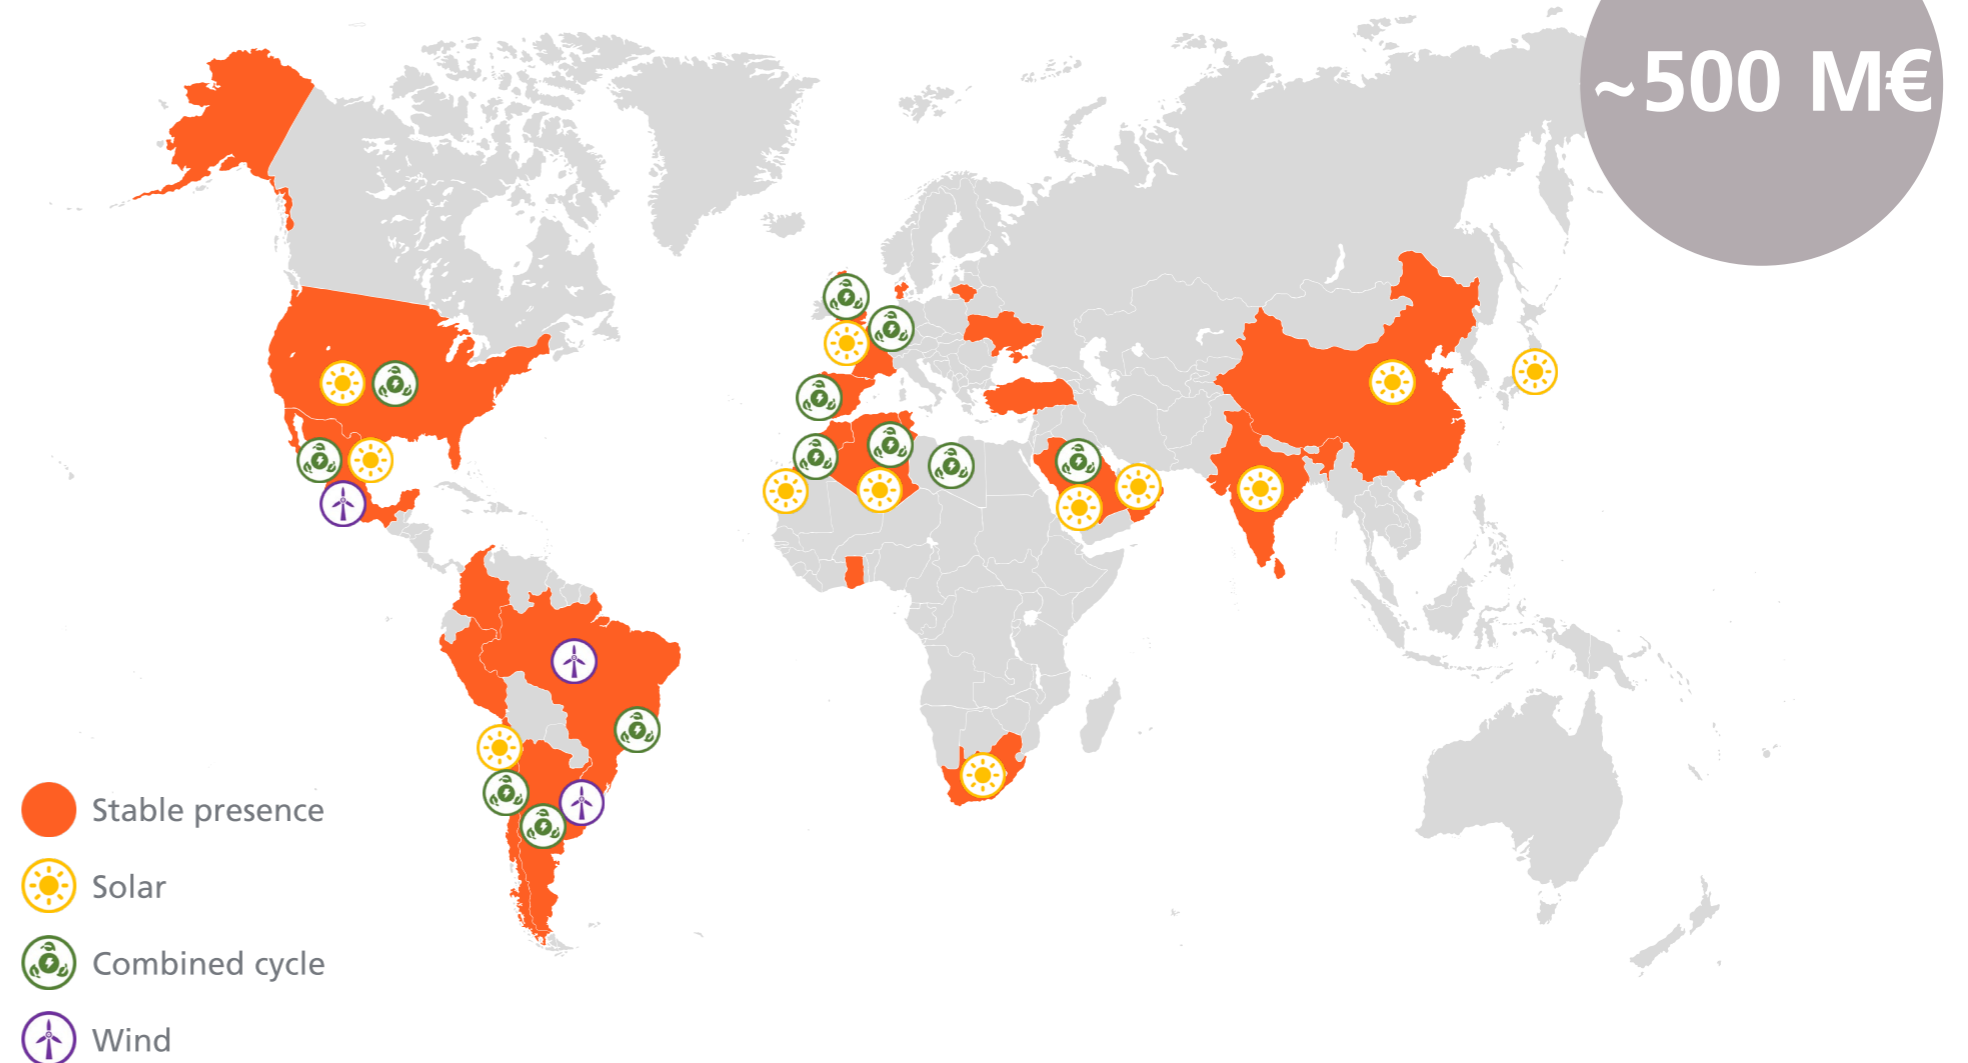 ~500 M€
Stable presence
Solar
Combined cycle
Wind